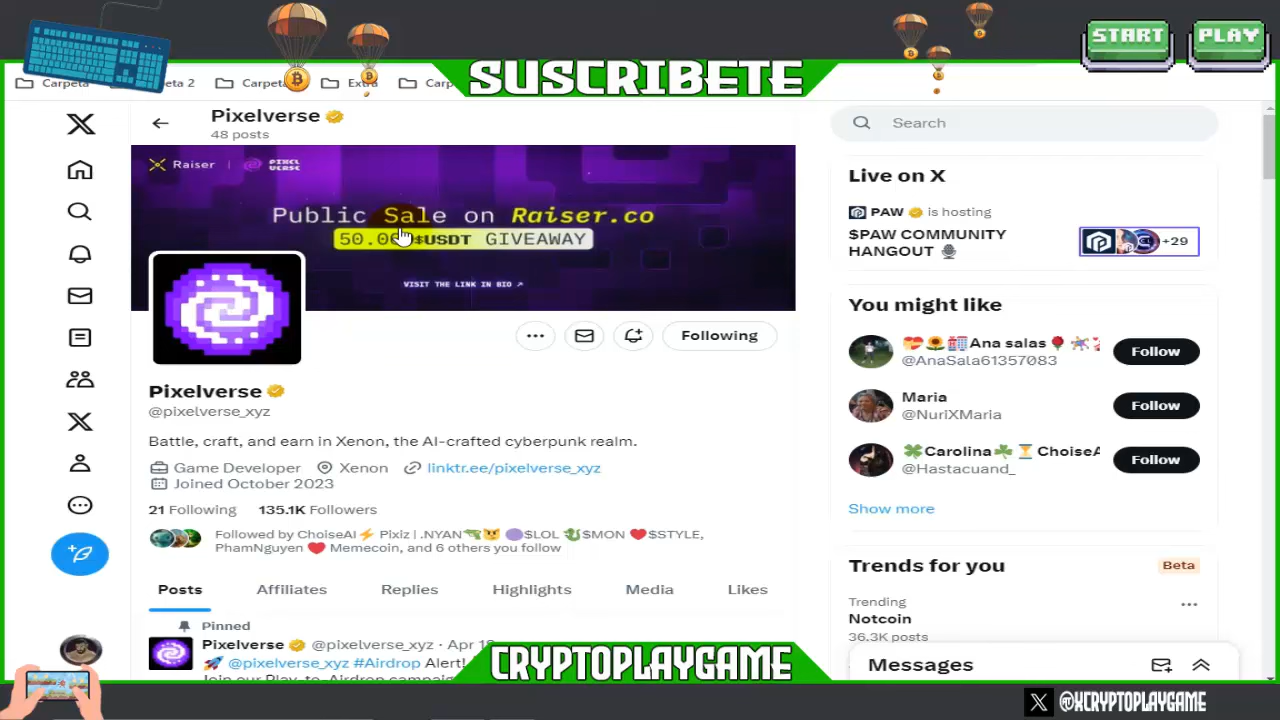 START
PLAY
SUSCRIBETE
Carpeta
Pixelverse
48 posts
Search
Raiser
PIXEL VERSE
Public Sale on Raiser.co
$USDT GIVEAWAY
VISIT THE LINK IN BIO ↗
Live on X
PAW is hosting
$PAW COMMUNITY
HANGOUT 🎙
+29
Following
Pixelverse
@pixelverse_xyz
Battle, craft, and earn in Xenon, the AI-crafted cyberpunk realm.
Game Developer Xenon linktr.ee/pixelverse_xyz
Joined October 2023
21 Following 135.1K Followers
Followed by ChoiseAI⚡ Pixiz | .NYAN🔫😼 🟣$LOL 🐉$MON ❤️$STYLE,
PhamNguyen ❤️ Memecoin, and 6 others you follow
You might like
💝🌻🏥Ana salas🌹
@AnaSala61357083
Follow
Maria
@NuriXMaria
Follow
🍀Carolina☘️⏳ChoiseA
@Hastacuand_
Follow
Show more
Posts Affiliates Replies Highlights Media Likes
Trends for you
Beta
Trending
Notcoin
36.3K posts
Pinned
Pixelverse @pixelverse_xyz · Apr
🚀 @pixelverse_xyz #Airdrop Alert!
Messages
CRYPTOPLAYGAME
X @XCRYPTOPLAYGAME